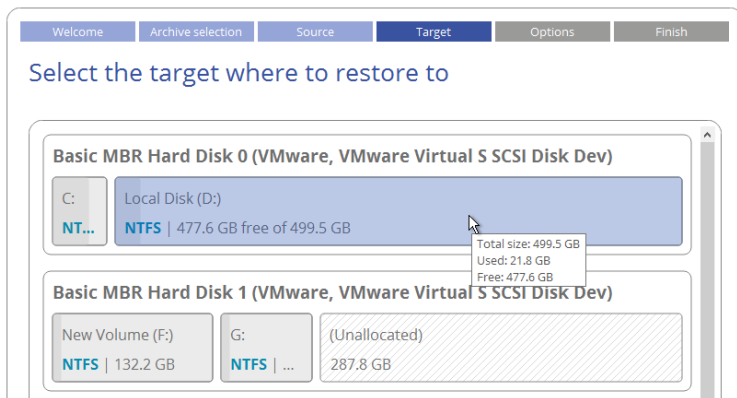 Welcome
Archive selection
Source
Target
Options
Finish
Select the target where to restore to
Basic MBR Hard Disk 0 (VMware, VMware Virtual S SCSI Disk Dev)
C:
NT...
Local Disk (D:)
NTFS | 477.6 GB free of 499.5 GB
Total size: 499.5 GB
Used: 21.8 GB
Free: 477.6 GB
Basic MBR Hard Disk 1 (VMware, VMware Virtual S SCSI Disk Dev)
New Volume (F:)
NTFS | 132.2 GB
G:
NTFS | ...
(Unallocated)
287.8 GB